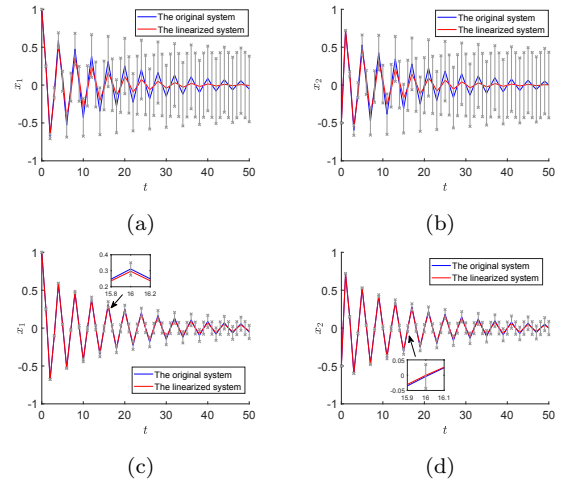 The original system
The linearized system
1
0.5
0
-0.5
-1
x1
0 10 20 30 40 50
t
(a)
The original system
The linearized system
1
0.5
0
-0.5
-1
x2
0 10 20 30 40 50
t
(b)
1
0.5
0
-0.5
-1
x1
0.4
0.3
0.2
15.8 16 16.2
The original system
The linearized system
0 10 20 30 40 50
t
(c)
The original system
The linearized system
1
0.5
0
-0.5
-1
x2
0.05
0
-0.05
15.9 16 16.1
0 10 20 30 40 50
t
(d)